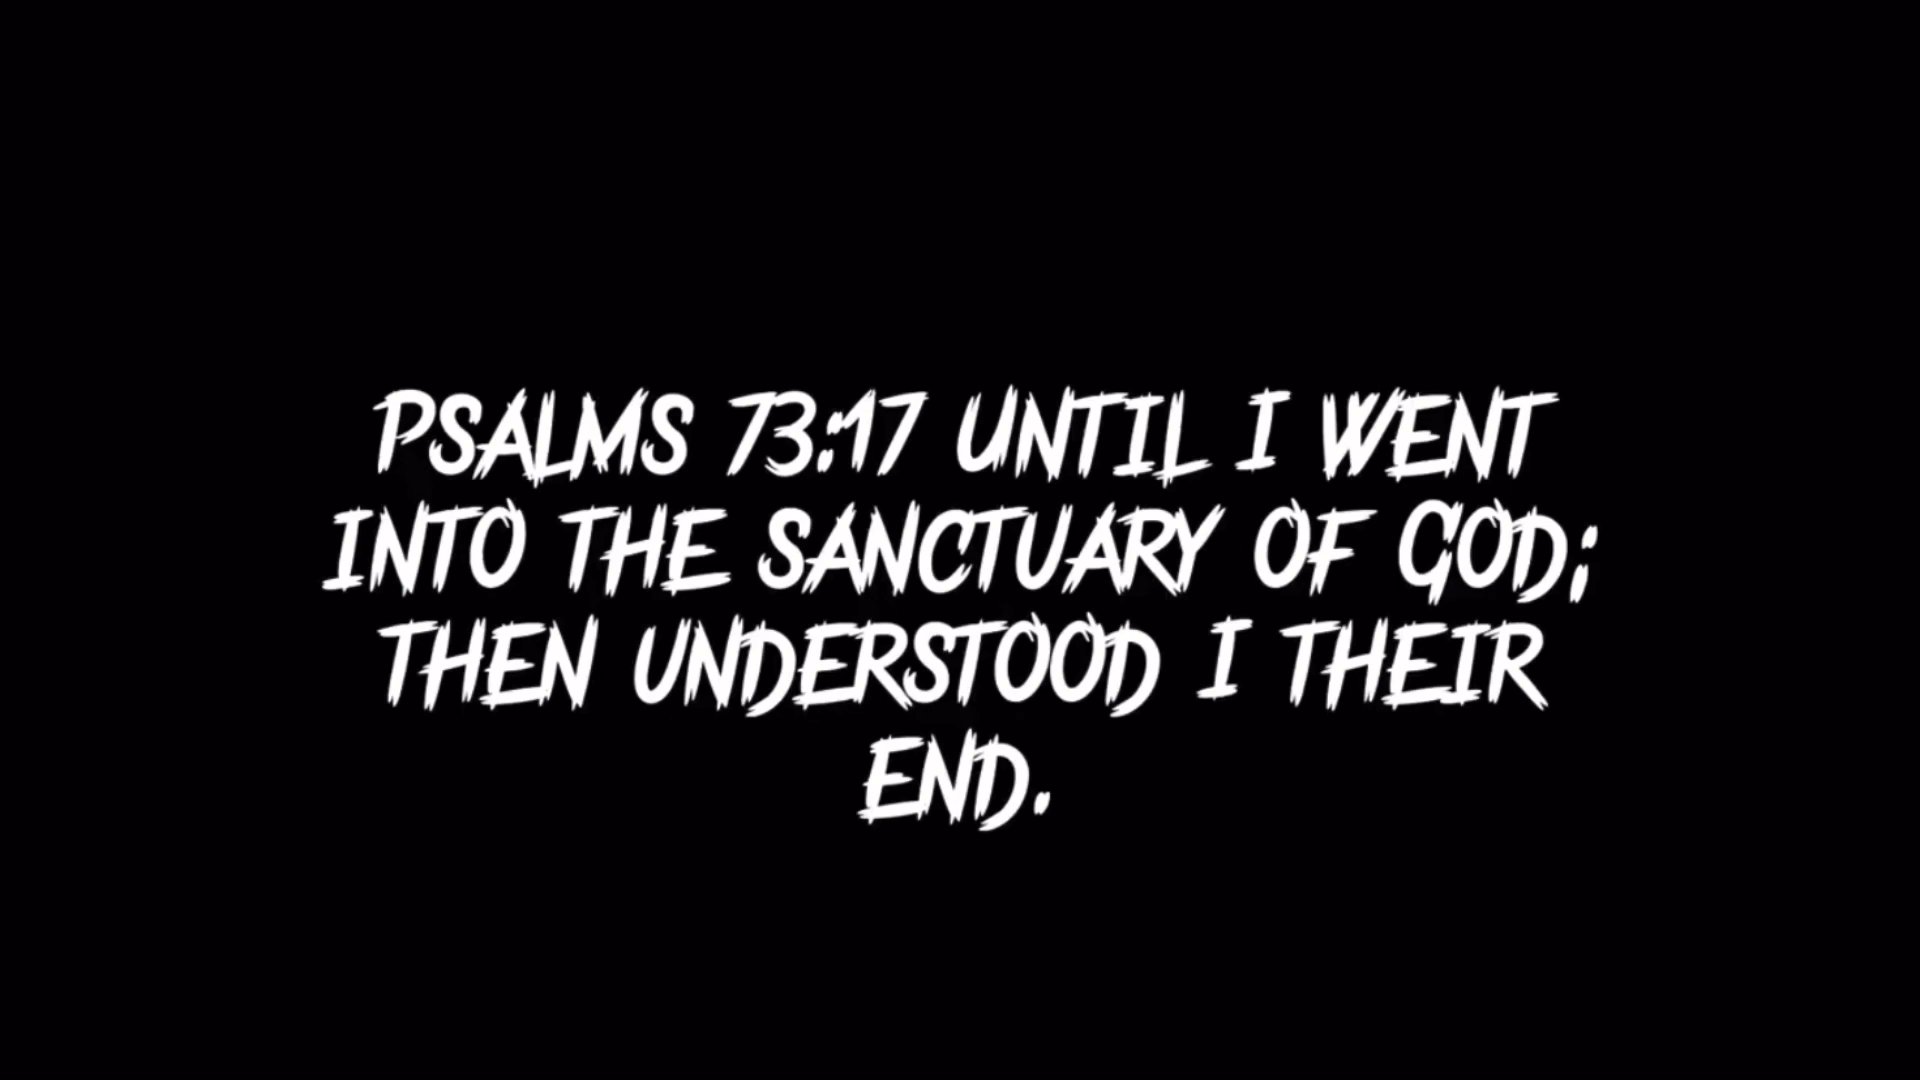 PSALMS 73:17 UNTIL I WENT
INTO THE SANCTUARY OF GOD;
THEN UNDERSTOOD I THEIR
END.